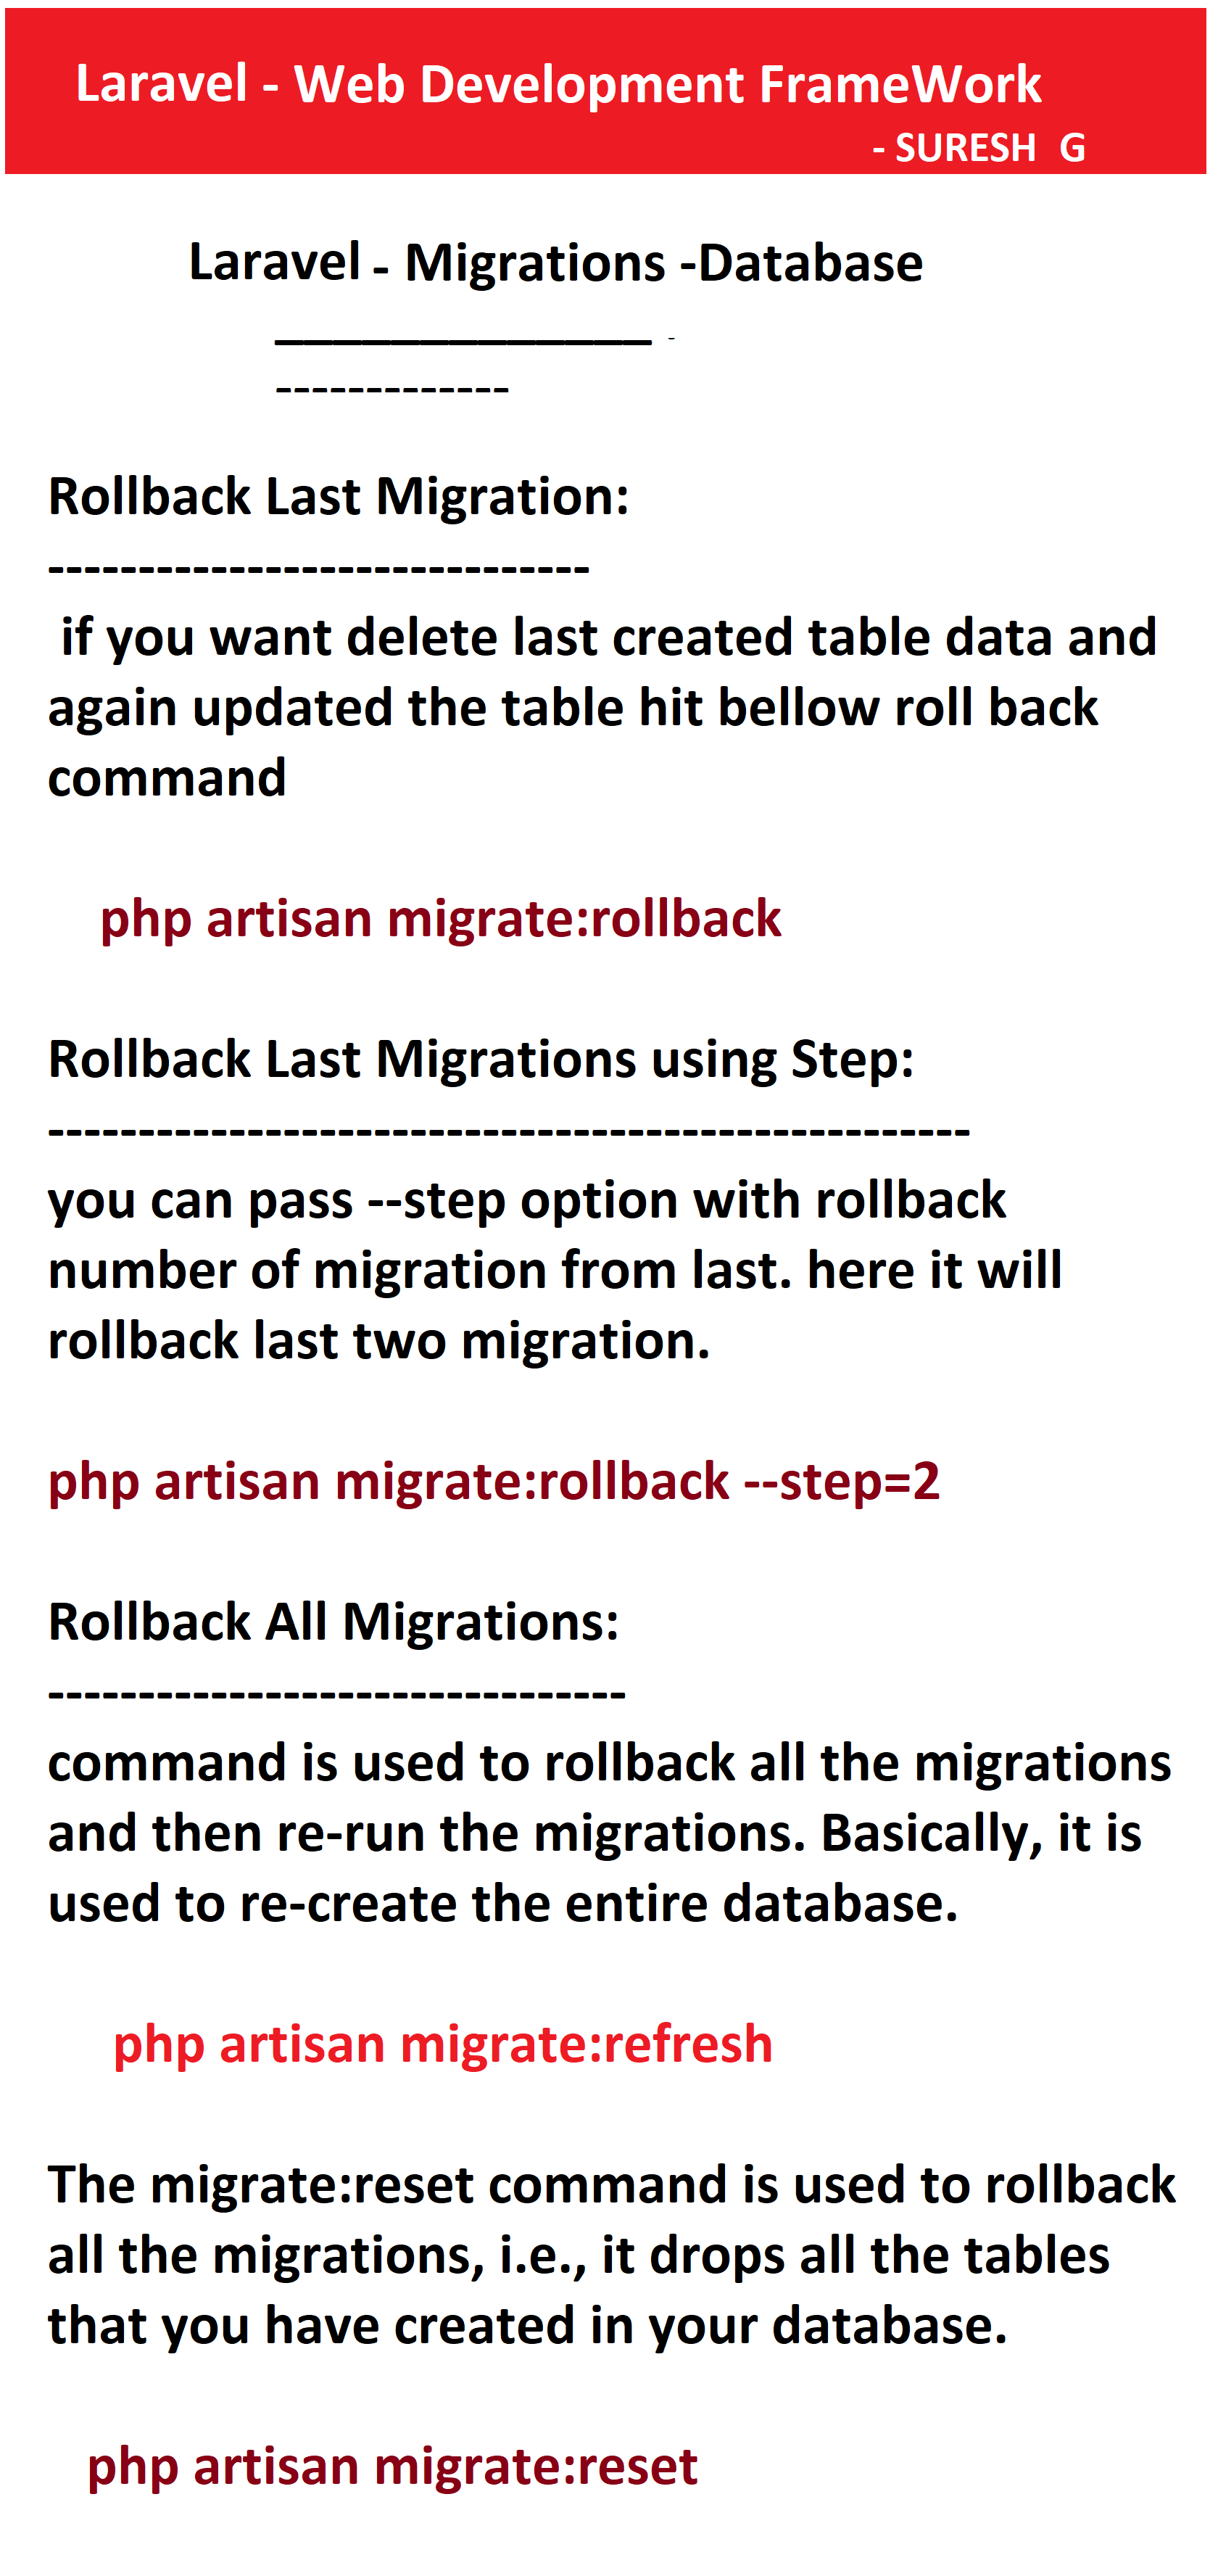 Laravel - Web Development FrameWork
- SURESH G
Laravel - Migrations -Database
_____________ -
-------------
Rollback Last Migration:
------------------------------
if you want delete last created table data and
again updated the table hit bellow roll back
command
php artisan migrate:rollback
Rollback Last Migrations using Step:
---------------------------------------------------
you can pass --step option with rollback
number of migration from last. here it will
rollback last two migration.
php artisan migrate:rollback --step=2
Rollback All Migrations:
--------------------------------
command is used to rollback all the migrations
and then re-run the migrations. Basically, it is
used to re-create the entire database.
php artisan migrate:refresh
The migrate:reset command is used to rollback
all the migrations, i.e., it drops all the tables
that you have created in your database.
php artisan migrate:reset